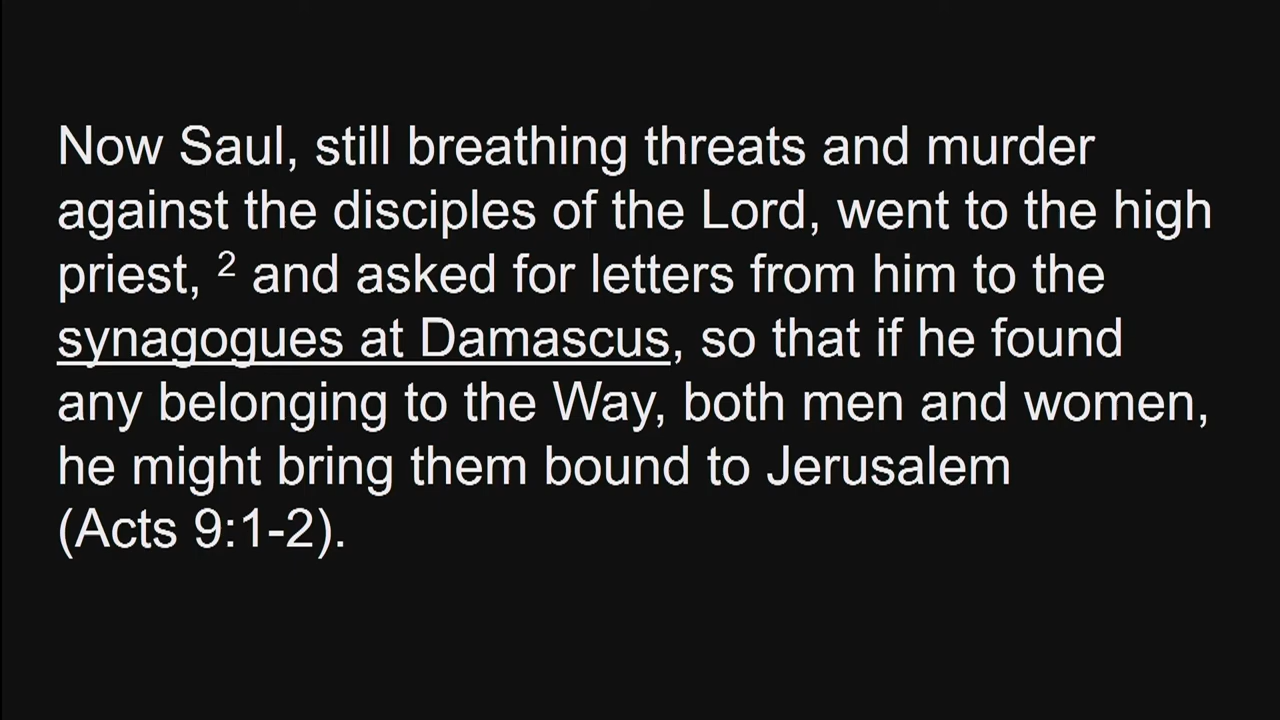 Now Saul, still breathing threats and murder
against the disciples of the Lord, went to the high
priest, ² and asked for letters from him to the
synagogues at Damascus, so that if he found
any belonging to the Way, both men and women,
he might bring them bound to Jerusalem
(Acts 9:1-2).